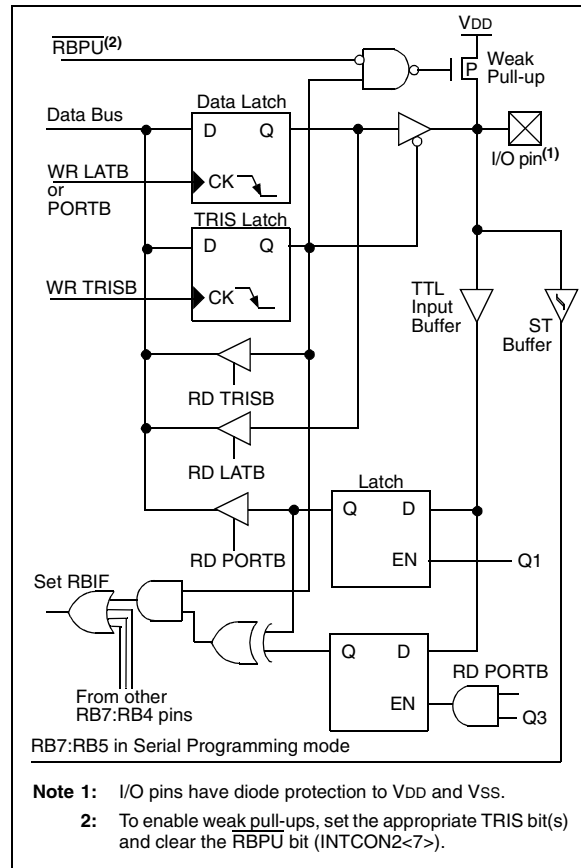 VDD
RBPU(2)
P
Weak
Pull-up
Data Bus
Data Latch
D
Q
I/O pin(1)
WR LATB
or
PORTB
CK
TRIS Latch
D
Q
WR TRISB
CK
TTL
Input
Buffer
ST
Buffer
RD TRISB
RD LATB
Latch
Q
D
RD PORTB
EN
Q1
Set RBIF
Q
D
RD PORTB
EN
Q3
From other
RB7:RB4 pins
RB7:RB5 in Serial Programming mode
Note 1: I/O pins have diode protection to VDD and VSS.
2: To enable weak pull-ups, set the appropriate TRIS bit(s)
and clear the RBPU bit (INTCON2<7>).